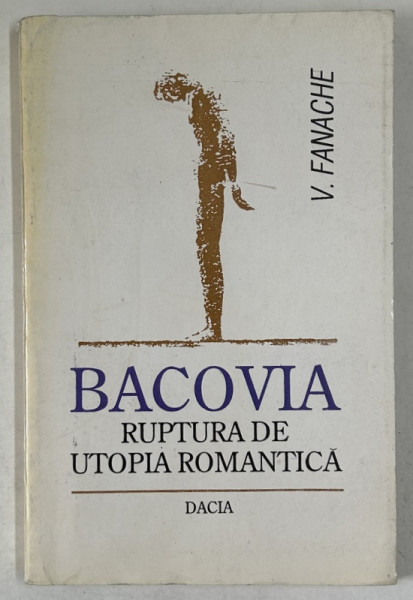 V. FANACHE
BACOVIA
RUPTURA DE
UTOPIA ROMANTICĂ
DACIA